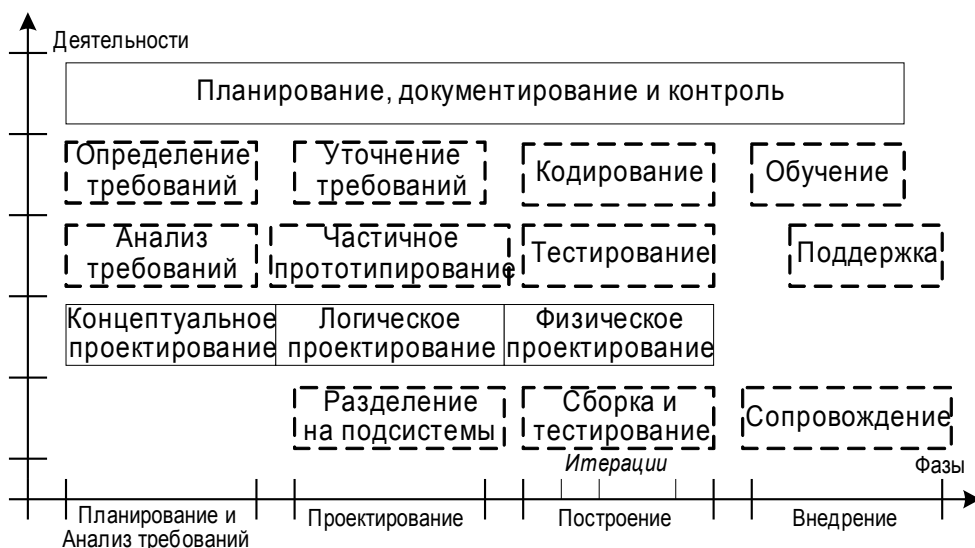 Деятельности
Планирование, документирование и контроль
Определение
требований
Уточнение
требований
Кодирование
Обучение
Анализ
требований
Частичное
прототипирование
Тестирование
Поддержка
Концептуальное
проектирование
Логическое
проектирование
Физическое
проектирование
Разделение
на подсистемы
Сборка и
тестирование
Сопровождение
Итерации
Фазы
Планирование и
Анализ требований
Проектирование
Построение
Внедрение